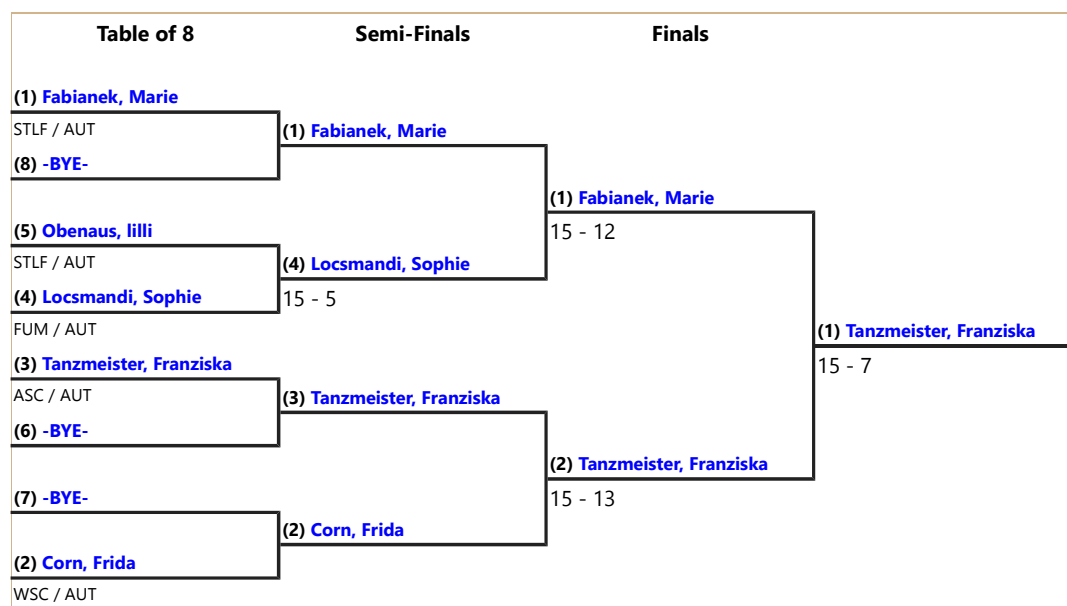 Table of 8
Semi-Finals
Finals
(1) Fabianek, Marie
STLF / AUT
(8) -BYE-
(5) Obenaus, lilli
STLF / AUT
(4) Locsmandi, Sophie
FUM / AUT
(3) Tanzmeister, Franziska
ASC / AUT
(6) -BYE-
(7) -BYE-
(2) Corn, Frida
WSC / AUT
(1) Fabianek, Marie
(4) Locsmandi, Sophie
15 - 5
(3) Tanzmeister, Franziska
(2) Corn, Frida
(1) Fabianek, Marie
15 - 12
(2) Tanzmeister, Franziska
15 - 13
(1) Tanzmeister, Franziska
15 - 7